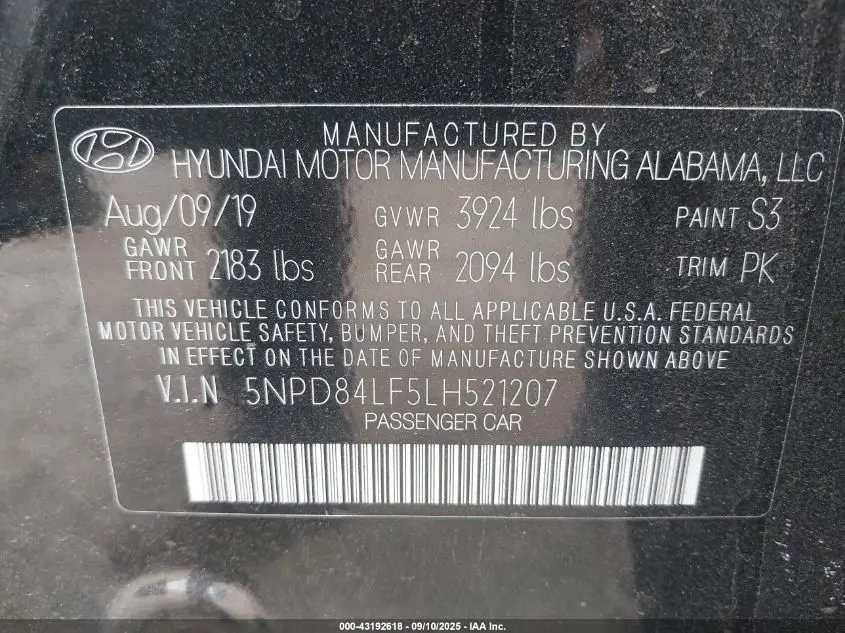 MANUFACTURED BY
HYUNDAI MOTOR MANUFACTURING ALABAMA, LLC
Aug/09/19 GVWR 3924 lbs PAINT S3
GAWR FRONT 2183 lbs GAWR REAR 2094 lbs TRIM PK
THIS VEHICLE CONFORMS TO ALL APPLICABLE U.S.A. FEDERAL
MOTOR VEHICLE SAFETY, BUMPER, AND THEFT PREVENTION STANDARDS
IN EFFECT ON THE DATE OF MANUFACTURE SHOWN ABOVE
V.I.N 5NPD84LF5LH521207
PASSENGER CAR
000-43192618 - 09/10/2025 - IAA Inc.